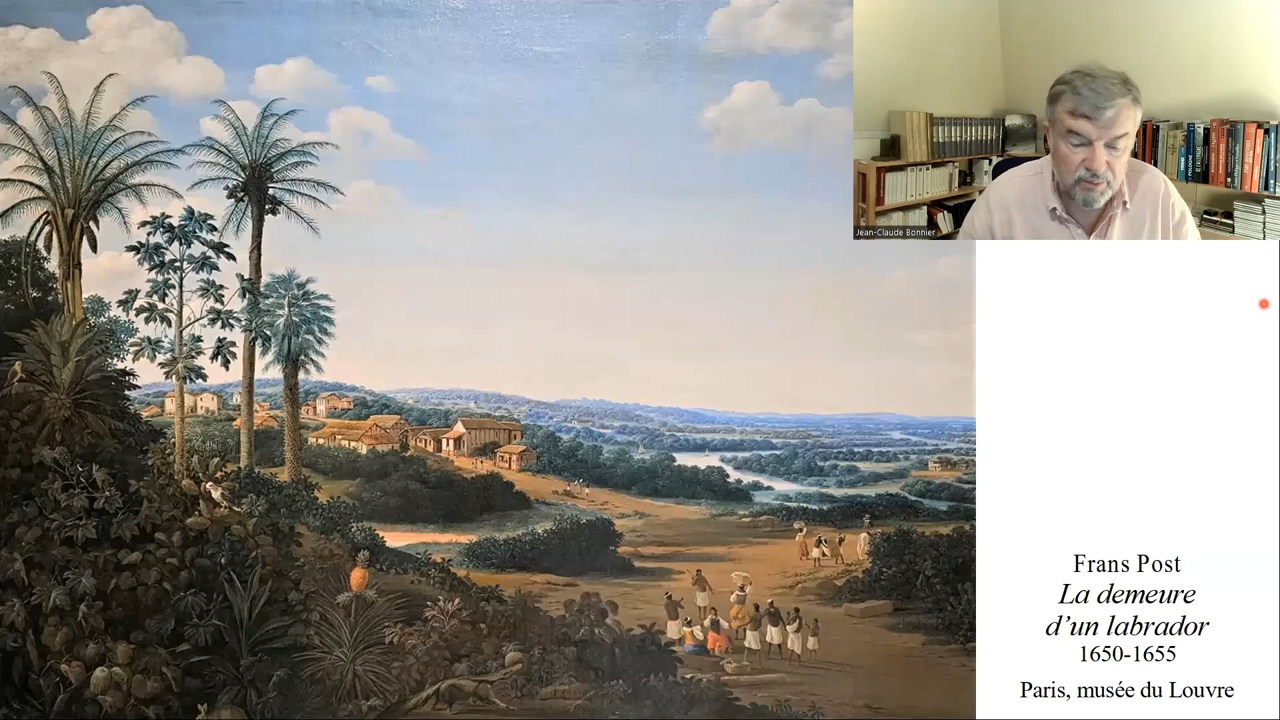 Jean-Claude Bonnier
Frans Post
La demeure
d’un labrador
1650-1655
Paris, musée du Louvre